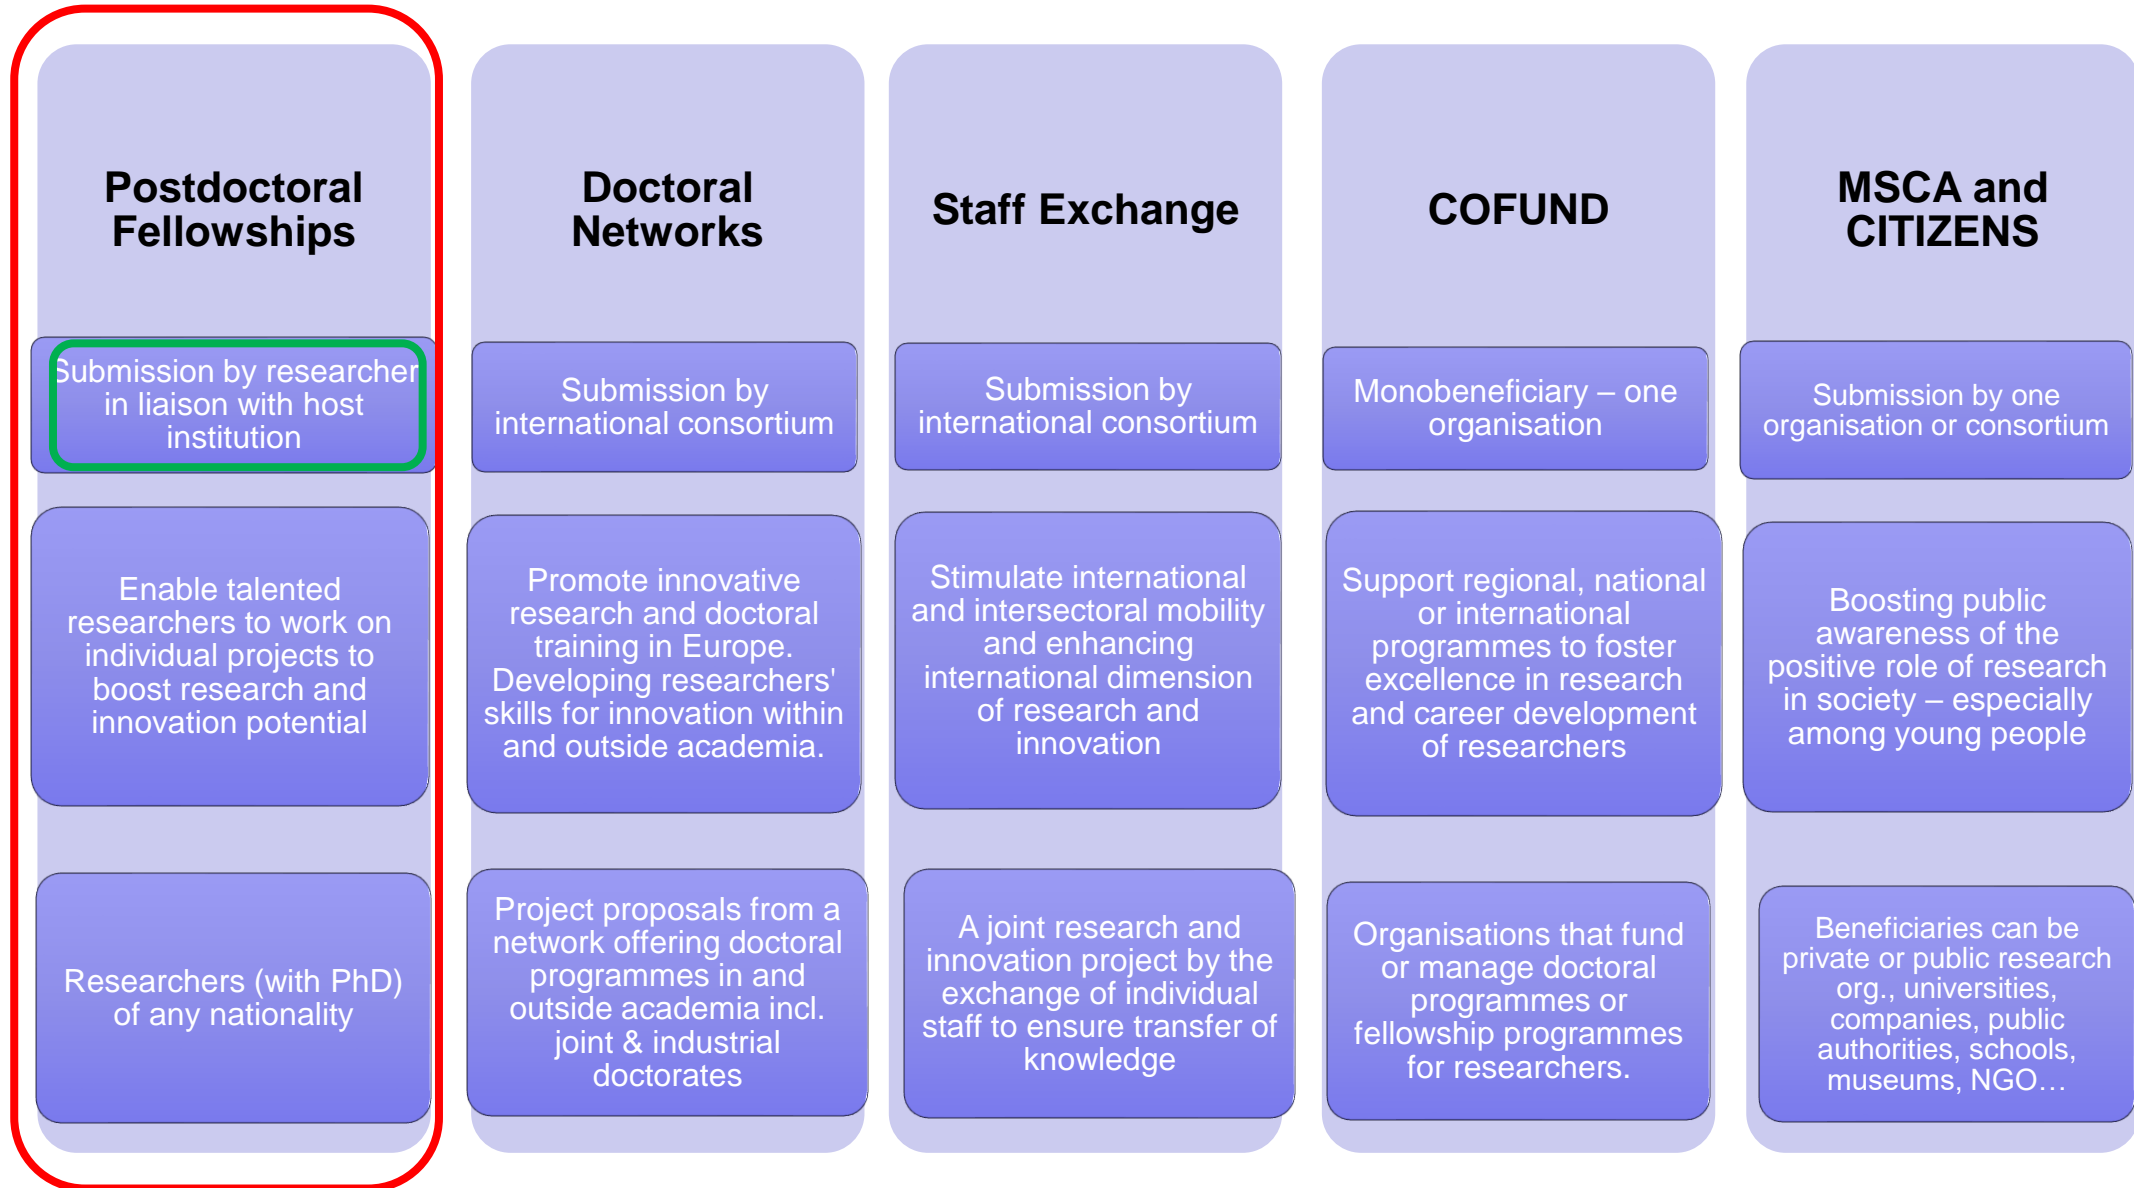 Postdoctoral
Fellowships
Submission by researcher
in liaison with host
institution
Enable talented
researchers to work on
individual projects to
boost research and
innovation potential
Researchers (with PhD)
of any nationality
Doctoral
Networks
Submission by
international consortium
Promote innovative
research and doctoral
training in Europe.
Developing researchers'
skills for innovation within
and outside academia.
Project proposals from a
network offering doctoral
programmes in and
outside academia incl.
joint & industrial
doctorates
Staff Exchange
Submission by
international consortium
Stimulate international
and intersectoral mobility
and enhancing
international dimension
of research and
innovation
A joint research and
innovation project by the
exchange of individual
staff to ensure transfer of
knowledge
COFUND
Monobeneficiary – one
organisation
Support regional, national
or international
programmes to foster
excellence in research
and career development
of researchers
Organisations that fund
or manage doctoral
programmes or
fellowship programmes
for researchers.
MSCA and
CITIZENS
Submission by one
organisation or consortium
Boosting public
awareness of the
positive role of research
in society – especially
among young people
Beneficiaries can be
private or public research
org., universities,
companies, public
authorities, schools,
museums, NGO…